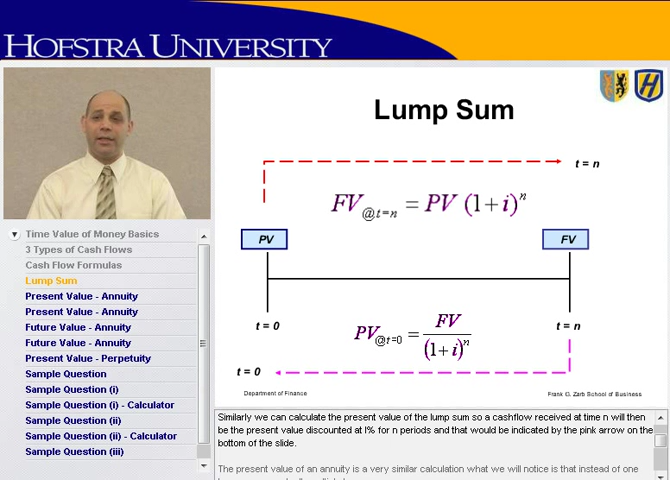 HOFSTRA UNIVERSITY
Lump Sum
t = n
FV@t=n = PV (1+i)^n
PV
FV
t = 0
t = n
PV@t=0 = FV / (1+i)^n
t = 0
Department of Finance
Frank G. Zarb School of Business
Time Value of Money Basics
3 Types of Cash Flows
Cash Flow Formulas
Lump Sum
Present Value - Annuity
Present Value - Annuity
Future Value - Annuity
Future Value - Annuity
Present Value - Perpetuity
Sample Question
Sample Question (i)
Sample Question (i) - Calculator
Sample Question (ii)
Sample Question (ii) - Calculator
Sample Question (iii)
Similarly we can calculate the present value of the lump sum so a cashflow received at time n will then
be the present value discounted at I% for n periods and that would be indicated by the pink arrow on the
bottom of the slide.
The present value of an annuity is a very similar calculation what we will notice is that instead of one